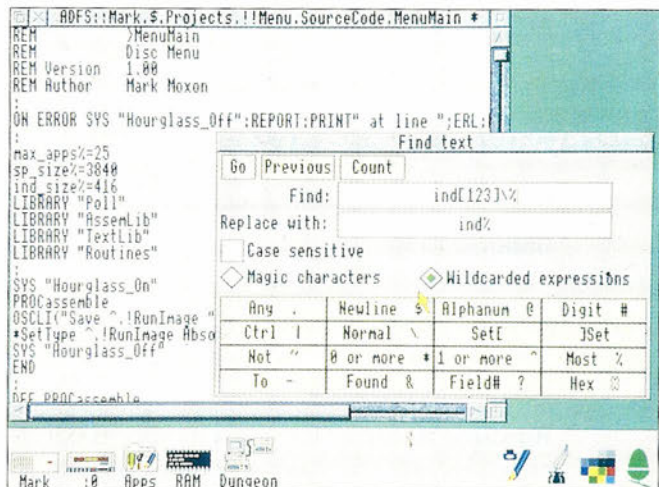 ADFS::Mark.$.Projects.!!Menu.SourceCode.MenuMain *
REM >MenuMain
REM Disc Menu
REM Version 1.00
REM Author Mark Moxon
:
ON ERROR SYS "Hourglass_Off":REPORT:PRINT" at line ";ERL:
:
max_apps%=25
sp_size%=3840
ind_size%=416
LIBRARY "Poll"
LIBRARY "AssemLib"
LIBRARY "TextLib"
LIBRARY "Routines"
:
SYS "Hourglass_On"
PROCassemble
OSCLI("Save ^.!RunImage "
*SetType ^.!RunImage Abso
SYS "Hourglass_Off"
END
:
DEF PROCassemble
Find text
Go Previous Count
Find: ind[123]\%
Replace with: ind%
Case sensitive
Magic characters Wildcarded expressions
Any . Newline $ Alphanum @ Digit #
Ctrl | Normal \ Set[ ]Set
Not ~ 0 or more * 1 or more ^ Most %
To - Found & Field# ? Hex
Mark :0 Apps RAM Dungeon